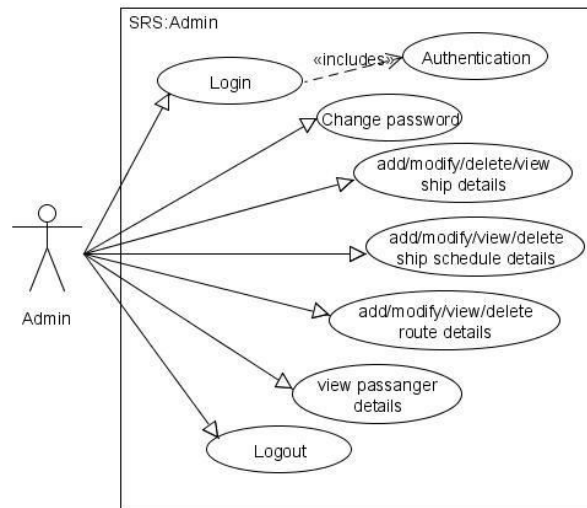 SRS:Admin
«includes»
Authentication
Login
Change password
add/modify/delete/view
ship details
add/modify/view/delete
ship schedule details
Admin
add/modify/view/delete
route details
view passanger
details
Logout